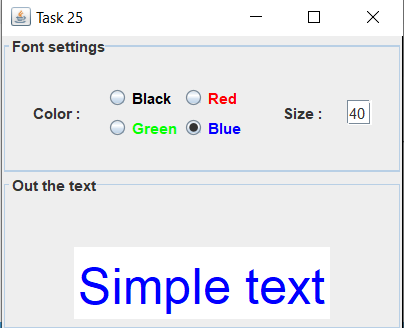 Task 25
Font settings
Black Red
Color : Size : 40
Green Blue
Out the text
Simple text